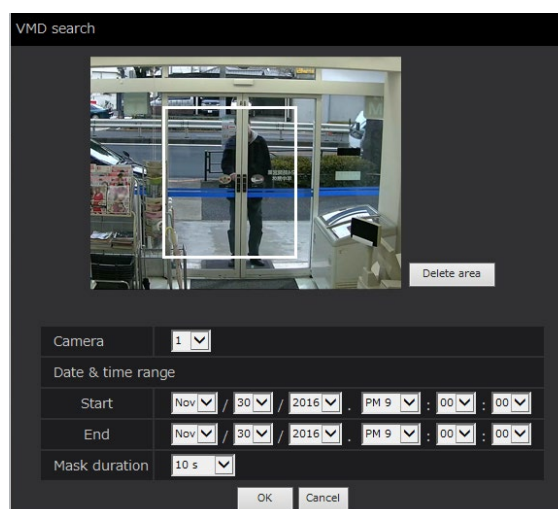 VMD search
Delete area
Camera 1
Date & time range
Start Nov / 30 / 2016 . PM 9 : 00 : 00
End Nov / 30 / 2016 . PM 9 : 00 : 00
Mask duration 10 s
OK Cancel